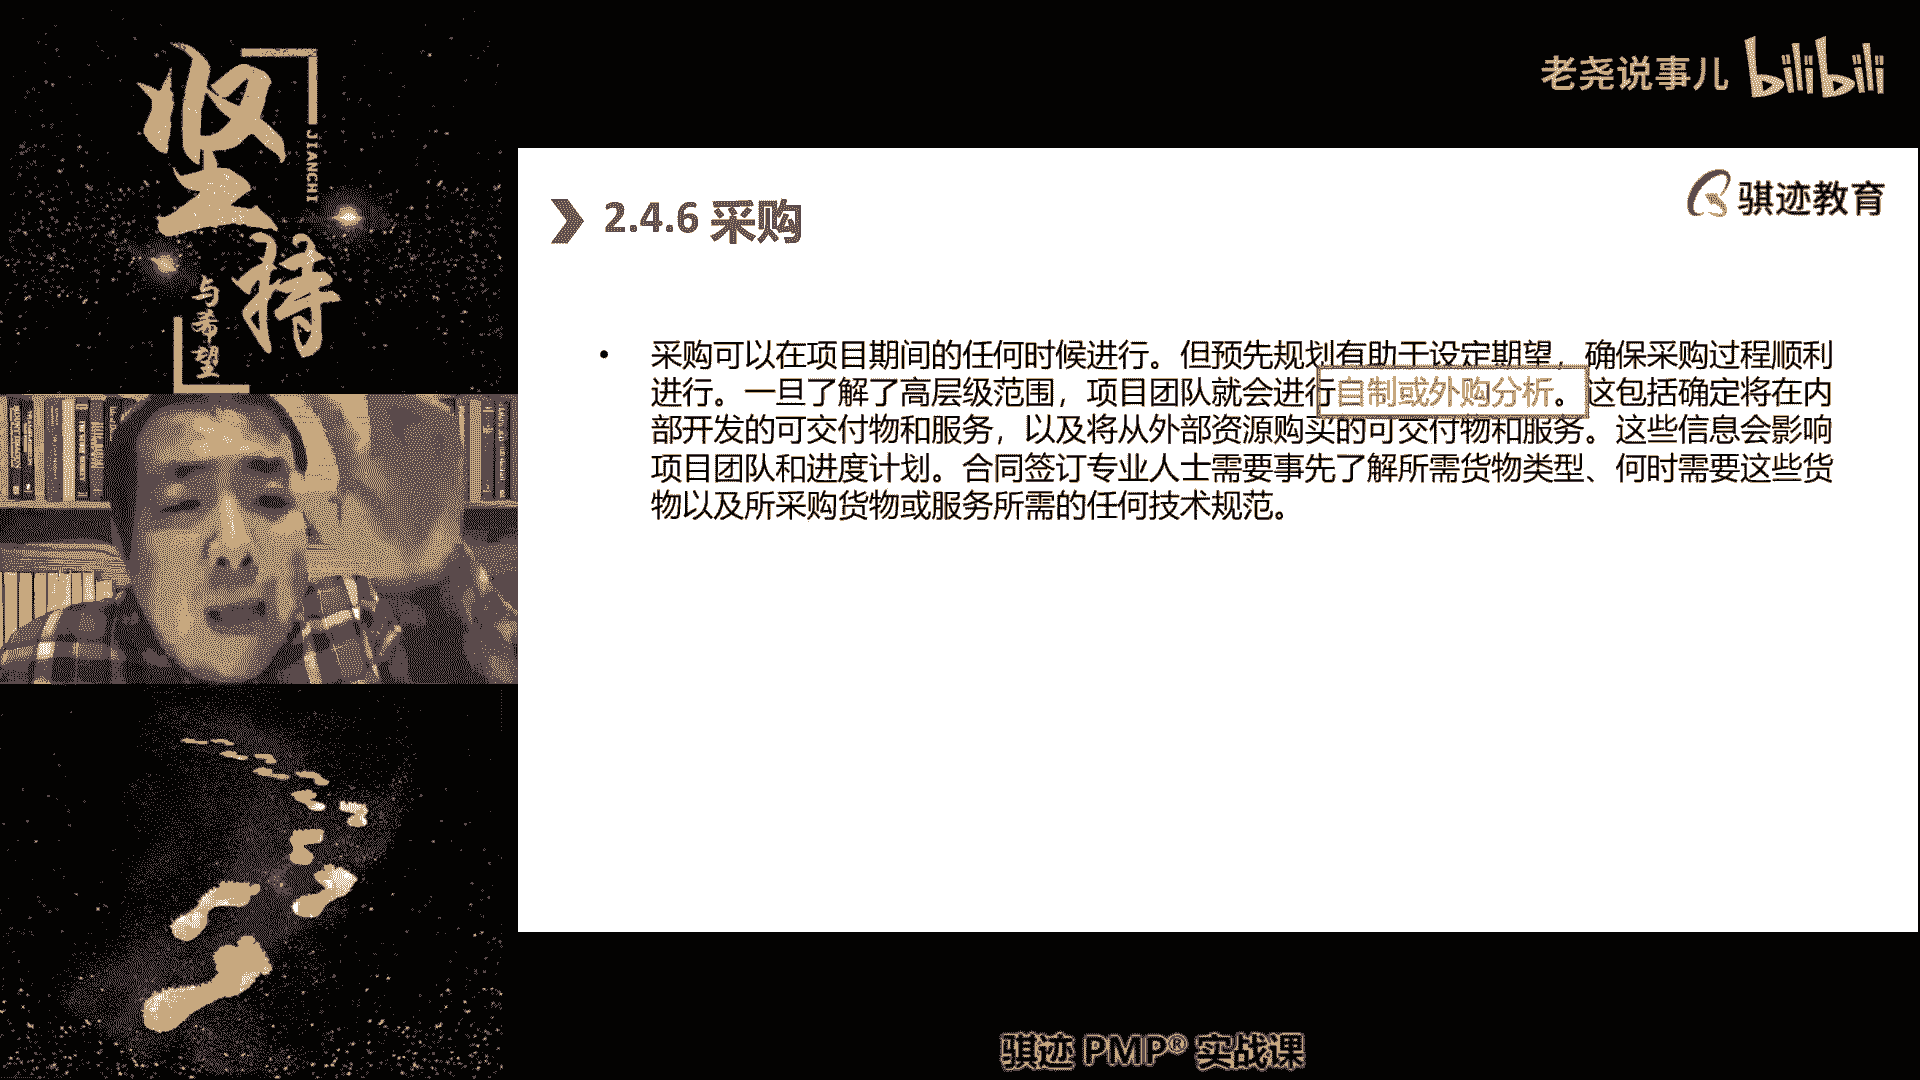 坚持
JIANCHI
与希望
老尧说事儿 bilibili
骐迹教育
2.4.6 采购
• 采购可以在项目期间的任何时候进行。但预先规划有助于设定期望，确保采购过程顺利
进行。一旦了解了高层级范围，项目团队就会进行自制或外购分析。这包括确定将在内
部开发的可交付物和服务，以及将从外部资源购买的可交付物和服务。这些信息会影响
项目团队和进度计划。合同签订专业人士需要事先了解所需货物类型、何时需要这些货
物以及所采购货物或服务所需的任何技术规范。
骐迹 PMP® 实战课